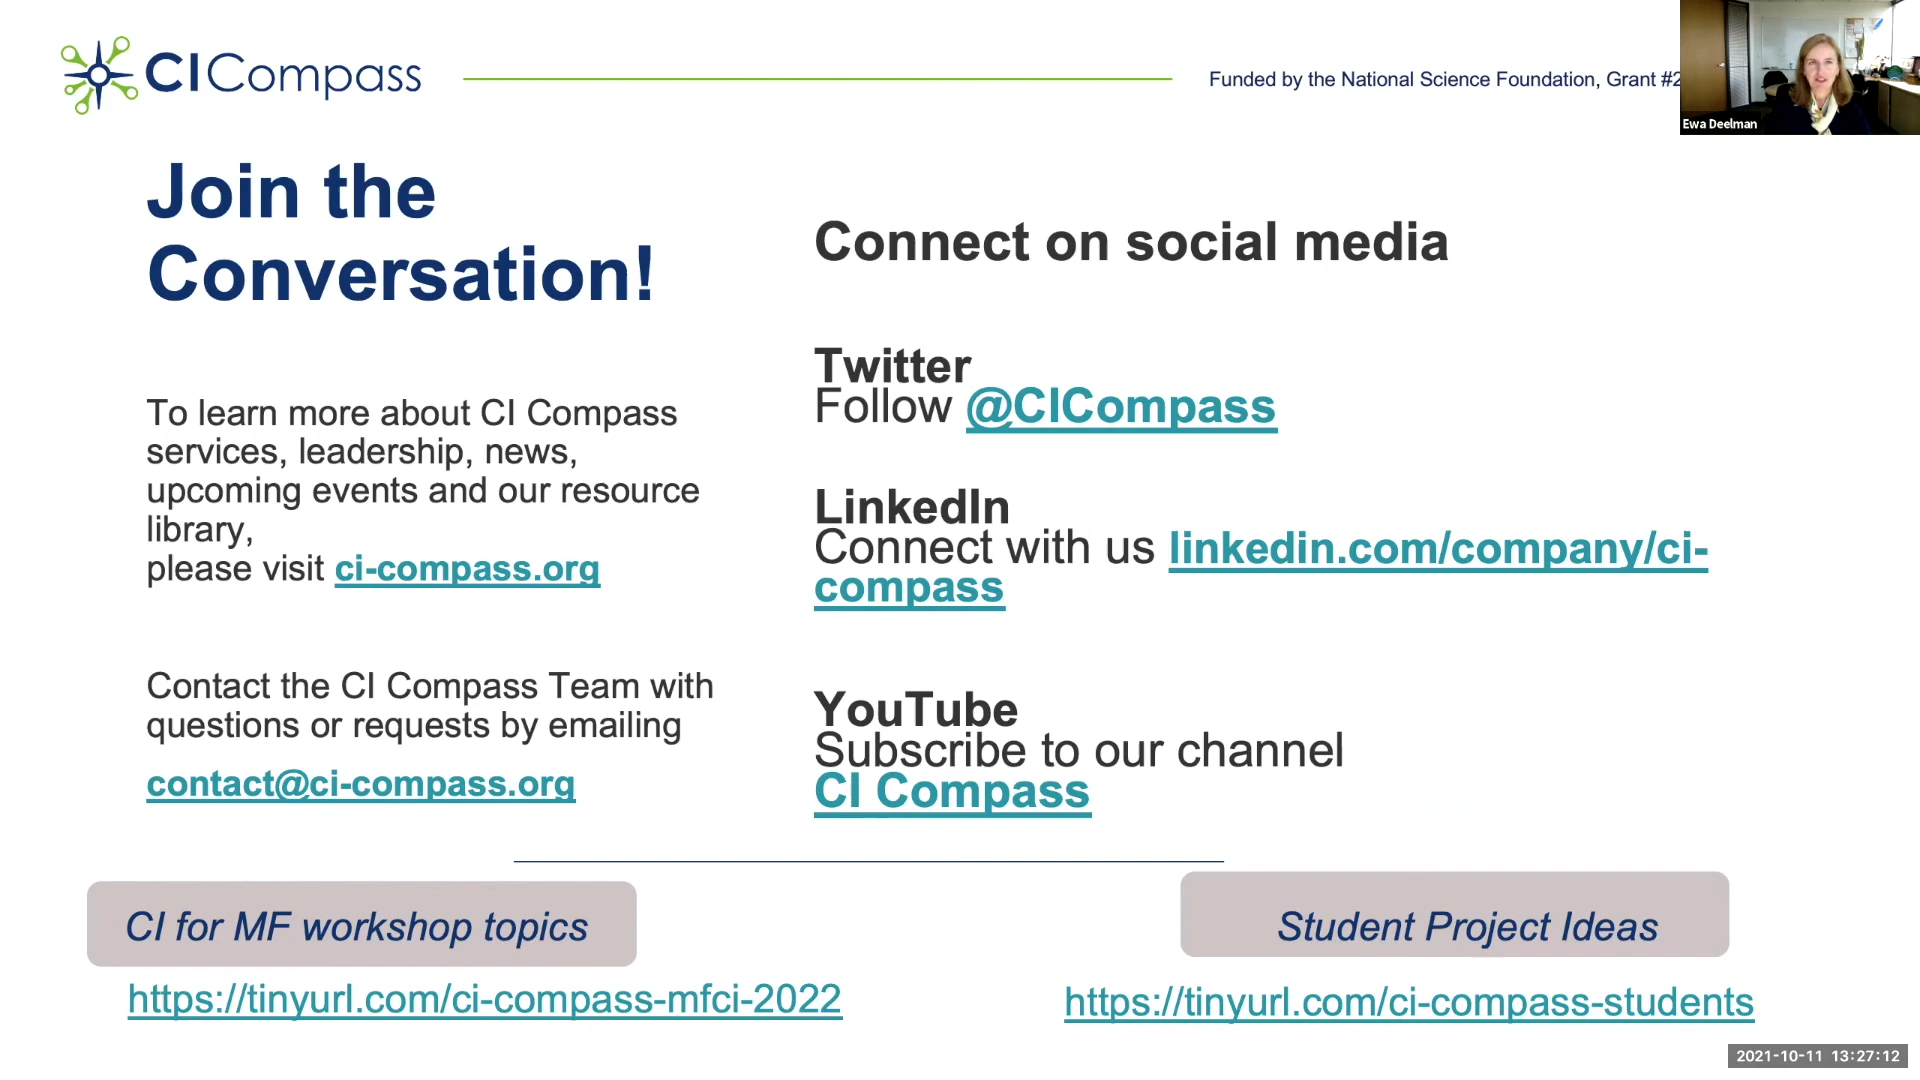 CI Compass
Funded by the National Science Foundation, Grant #2
Ewa Deelman
Join the
Conversation!
To learn more about CI Compass
services, leadership, news,
upcoming events and our resource
library,
please visit ci-compass.org
Contact the CI Compass Team with
questions or requests by emailing
contact@ci-compass.org
Connect on social media
Twitter
Follow @CICompass
LinkedIn
Connect with us linkedin.com/company/ci-
compass
YouTube
Subscribe to our channel
CI Compass
CI for MF workshop topics
https://tinyurl.com/ci-compass-mfci-2022
Student Project Ideas
https://tinyurl.com/ci-compass-students
2021-10-11 13:27:12